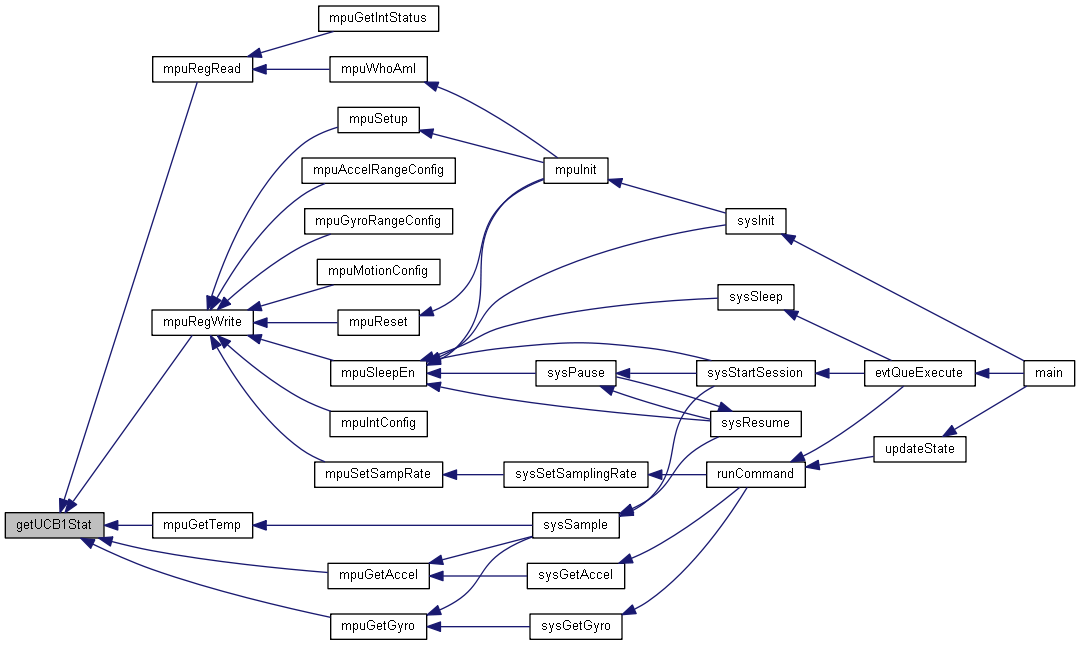 mpuGetIntStatus
mpuRegRead
mpuWhoAmI
mpuSetup
mpuInit
mpuAccelRangeConfig
mpuGyroRangeConfig
sysInit
mpuMotionConfig
sysSleep
mpuRegWrite
mpuReset
mpuSleepEn
sysPause
sysStartSession
evtQueExecute
main
mpuIntConfig
sysResume
updateState
mpuSetSampRate
sysSetSamplingRate
runCommand
getUCB1Stat
mpuGetTemp
sysSample
mpuGetAccel
sysGetAccel
mpuGetGyro
sysGetGyro